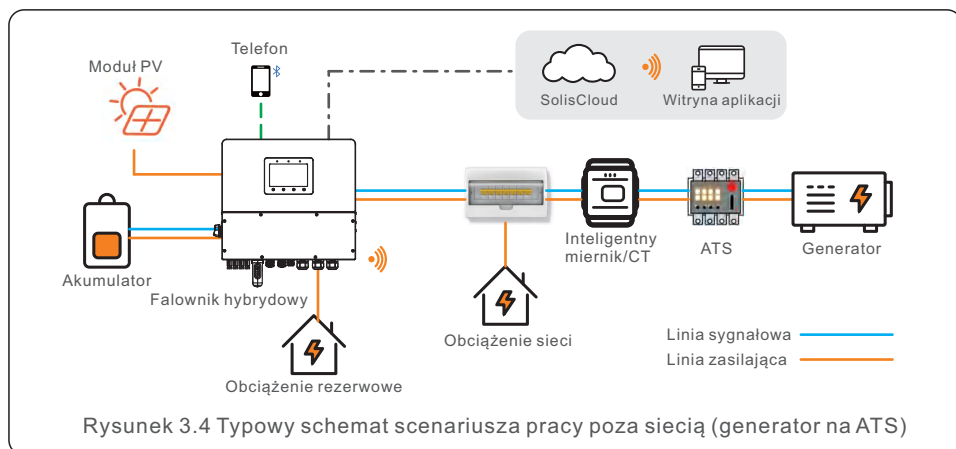 Telefon
Moduł PV
SolisCloud
Witryna aplikacji
Inteligentny
miernik/CT
ATS
Generator
Akumulator
Falownik hybrydowy
Obciążenie sieci
Linia sygnałowa
Linia zasilająca
Obciążenie rezerwowe
Rysunek 3.4 Typowy schemat scenariusza pracy poza siecią (generator na ATS)